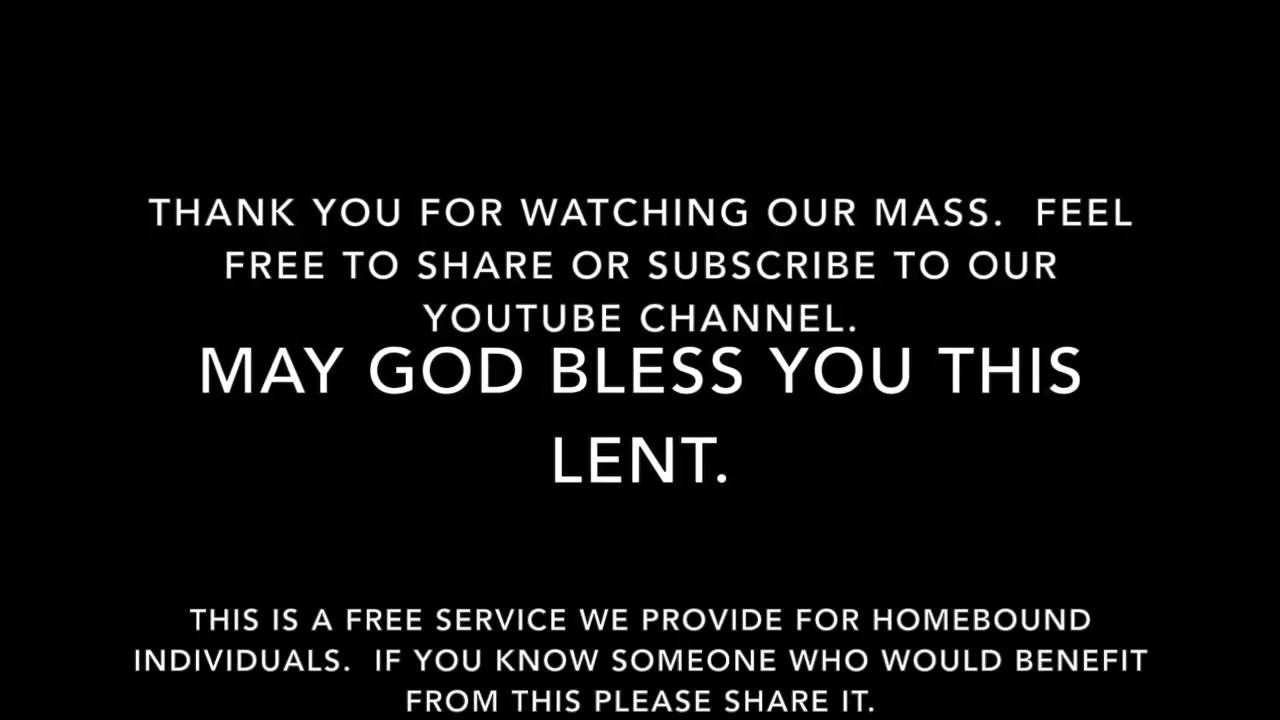 THANK YOU FOR WATCHING OUR MASS.  FEEL
FREE TO SHARE OR SUBSCRIBE TO OUR
YOUTUBE CHANNEL.
MAY GOD BLESS YOU THIS
LENT.
THIS IS A FREE SERVICE WE PROVIDE FOR HOMEBOUND
INDIVIDUALS.  IF YOU KNOW SOMEONE WHO WOULD BENEFIT
FROM THIS PLEASE SHARE IT.